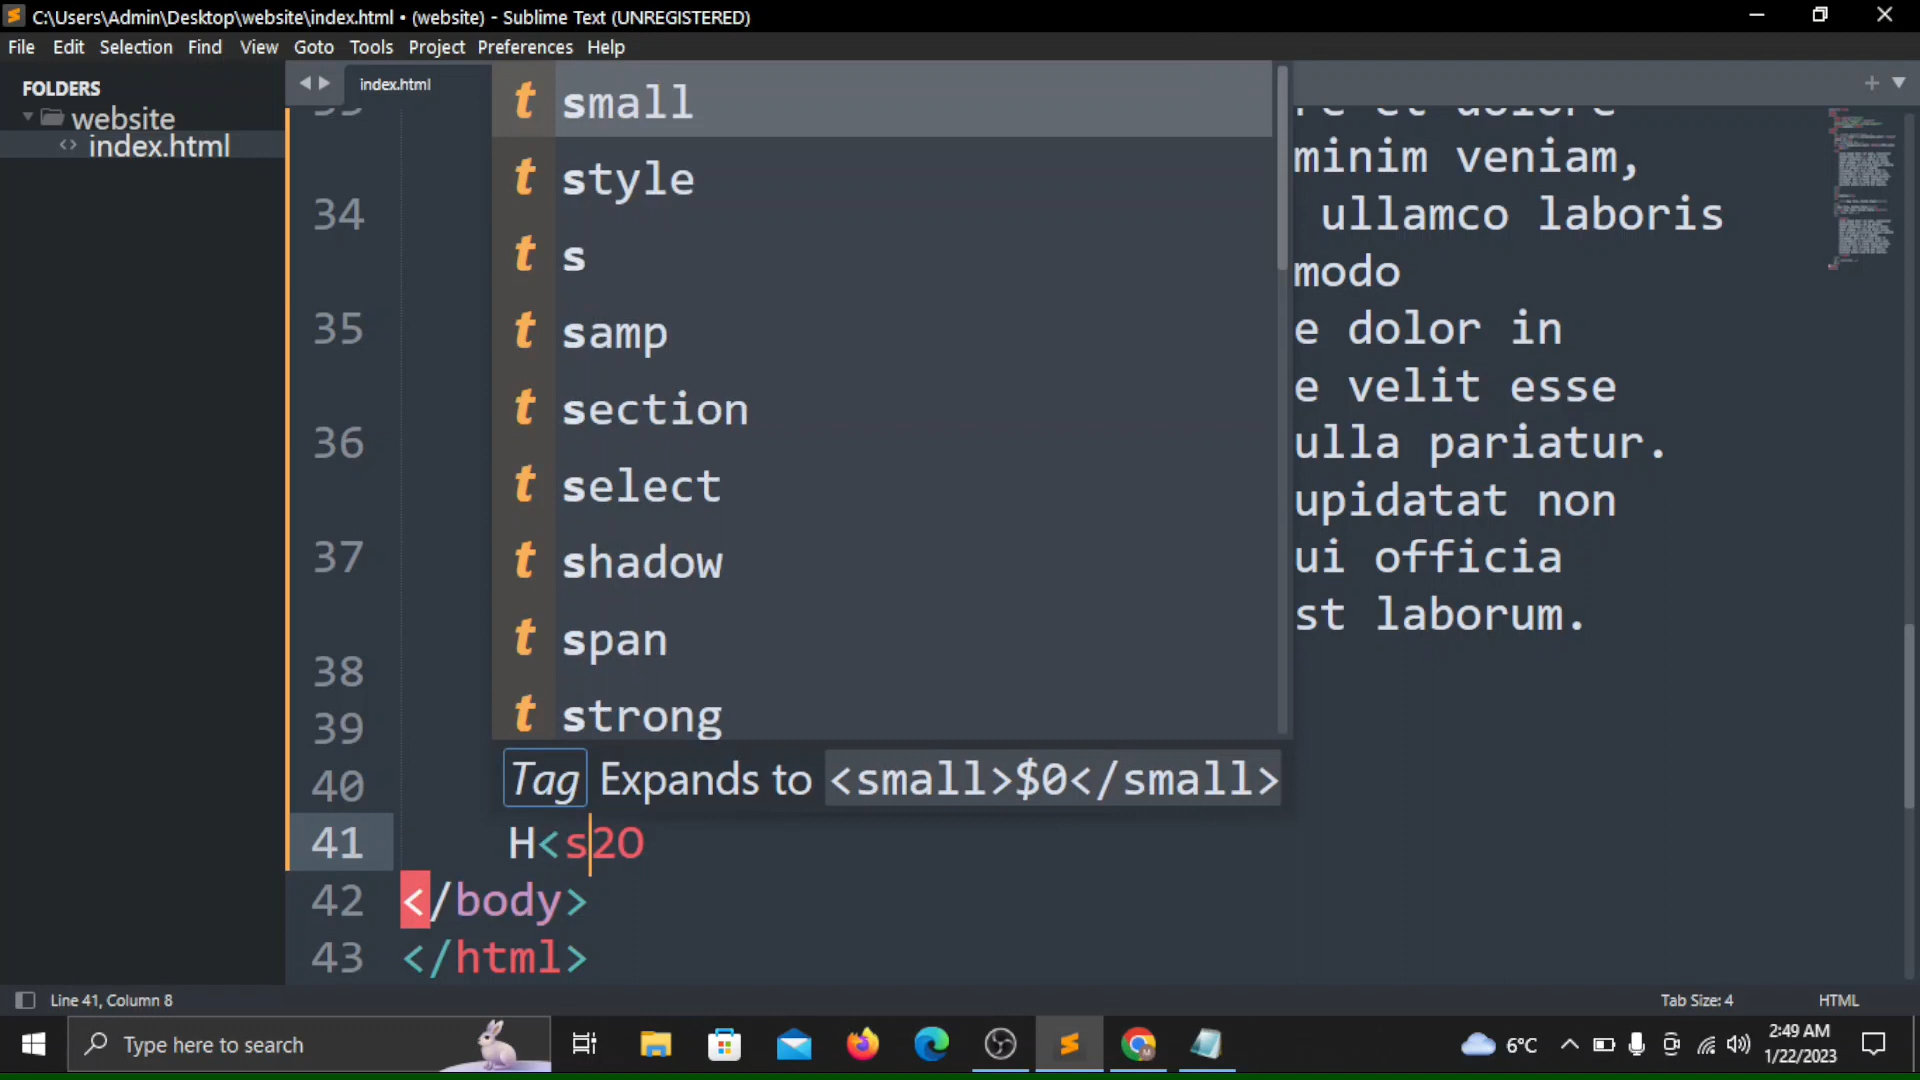 C:\Users\Admin\Desktop\website\index.html • (website) - Sublime Text (UNREGISTERED)
File Edit Selection Find View Goto Tools Project Preferences Help
FOLDERS
website
index.html
index.html
small
style
s
samp
section
select
shadow
span
strong
Tag Expands to <small>$0</small>
re et dolore
minim veniam,
34 ullamco laboris
modo
35 e dolor in
e velit esse
36 ulla pariatur.
upidatat non
37 ui officia
st laborum.
38
39
40
41 H<s2O
42 </body>
43 </html>
Line 41, Column 8
Tab Size: 4
HTML
Type here to search
6°C
2:49 AM
1/22/2023